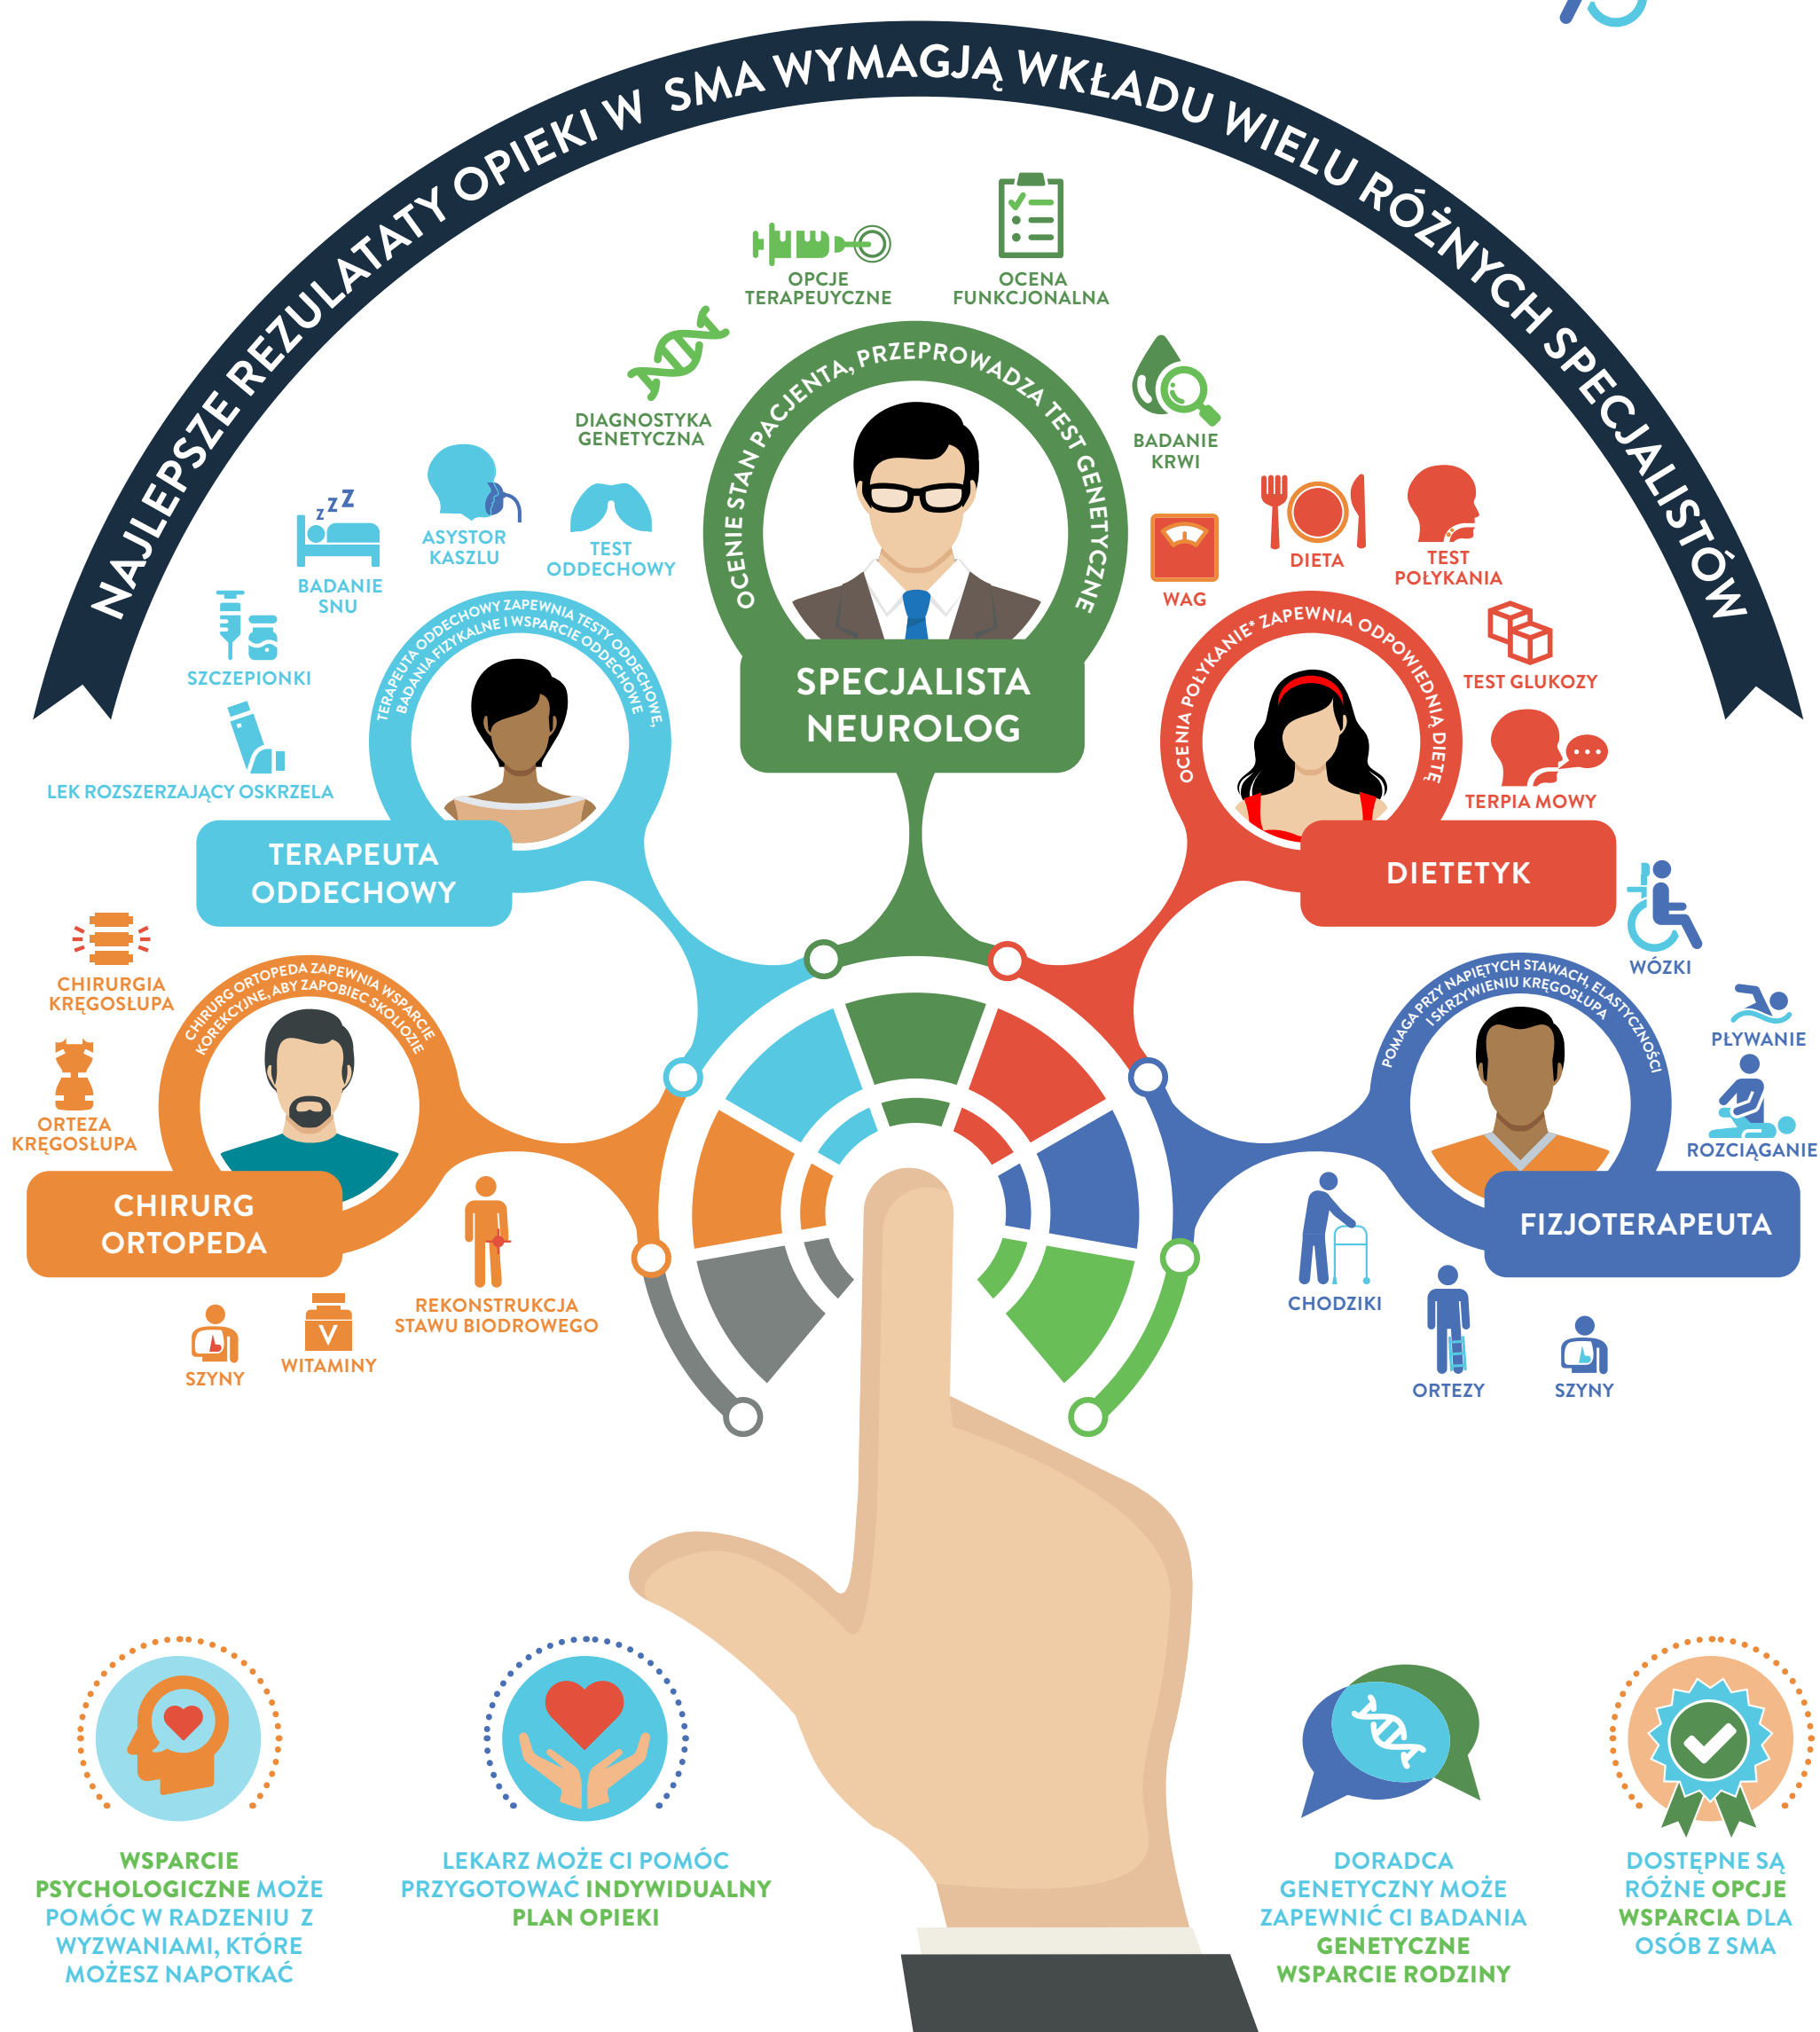 NAJLEPSZE REZULATATY OPIEKI W SMA WYMAGJĄ WKŁADU WIELU RÓŻNYCH SPECJALISTÓW
OPCJE
TERAPEUYCZNE
OCENA
FUNKCJONALNA
DIAGNOSTYKA
GENETYCZNA
BADANIE
KRWI
OCENIE STAN PACJENTA, PRZEPROWADZA TEST GENETYCZNE
SPECJALISTA
NEUROLOG
zzZ
BADANIE
SNU
ASYSTOR
KASZLU
TEST
ODDECHOWY
SZCZEPIONKI
LEK ROZSZERZAJĄCY OSKRZELA
TERAPEUTA ODDECHOWY ZAPEWNIA TESTY ODDECHOWE,
BADANIA FIZYKALNE I WSPARCIE ODDECHOWE
TERAPEUTA
ODDECHOWY
WAG
DIETA
TEST
POŁYKANIA
TEST GLUKOZY
TERPIA MOWY
OCENIA POŁYKANIE* ZAPEWNIA ODPOWIEDNIĄ DIETĘ
DIETETYK
CHIRURGIA
KRĘGOSŁUPA
ORTEZA
KRĘGOSŁUPA
CHIRURG ORTOPEDA ZAPEWNIA WSPARCIE
KOREKCYJNE, ABY ZAPOBIEC SKOLIOZIE
CHIRURG
ORTOPEDA
SZYNY
V
WITAMINY
REKONSTRUKCJA
STAWU BIODROWEGO
WÓZKI
PŁYWANIE
ROZCIĄGANIE
POMAGA PRZY NAPIĘTYCH STAWACH, ELASTYCZNOŚCI
I SKRZYWIENIU KRĘGOSŁUPA
FIZJOTERAPEUTA
CHODZIKI
ORTEZY
SZYNY
WSPARCIE
PSYCHOLOGICZNE MOŻE
POMÓC W RADZENIU Z
WYZWANIAMI, KTÓRE
MOŻESZ NAPOTKAĆ
LEKARZ MOŻE CI POMÓC
PRZYGOTOWAĆ INDYWIDUALNY
PLAN OPIEKI
DORADCA
GENETYCZNY MOŻE
ZAPEWNIĆ CI BADANIA
GENETYCZNE
WSPARCIE RODZINY
DOSTĘPNE SĄ
RÓŻNE OPCJE
WSPARCIA DLA
OSÓB Z SMA